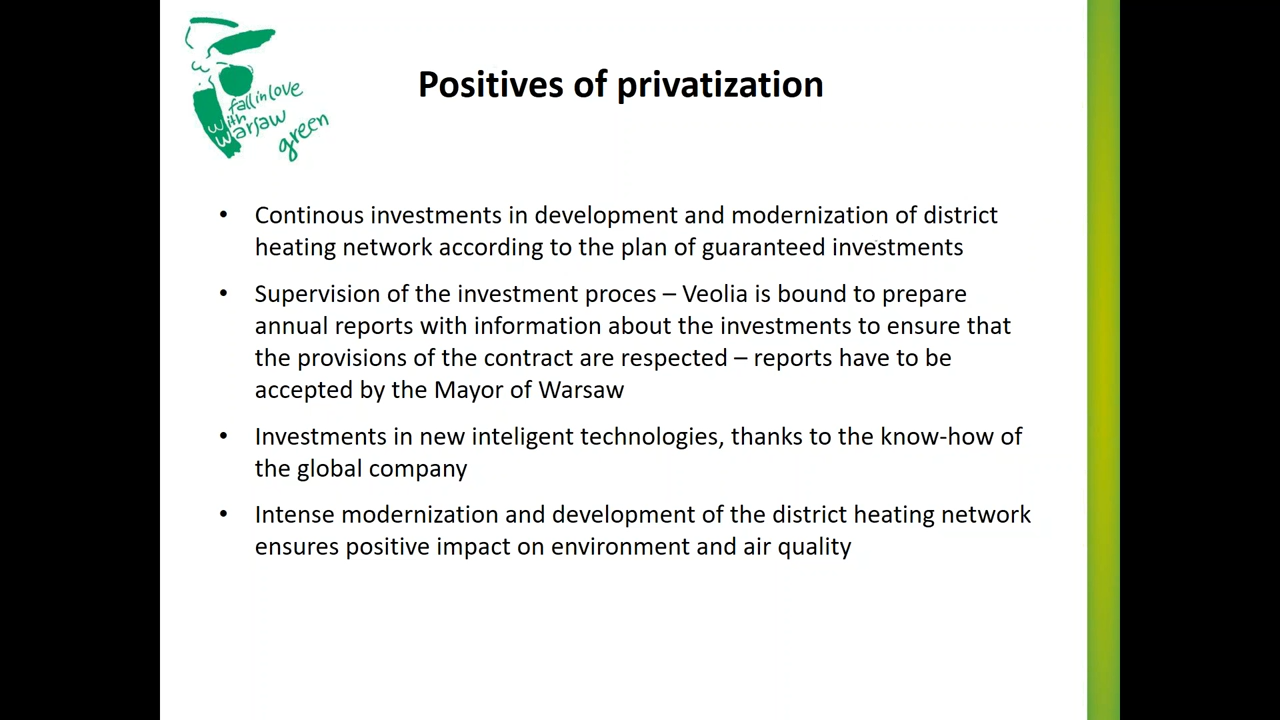 fall in love
with
warsaw
green
Positives of privatization
• Continous investments in development and modernization of district
heating network according to the plan of guaranteed investments
• Supervision of the investment proces – Veolia is bound to prepare
annual reports with information about the investments to ensure that
the provisions of the contract are respected – reports have to be
accepted by the Mayor of Warsaw
• Investments in new inteligent technologies, thanks to the know-how of
the global company
• Intense modernization and development of the district heating network
ensures positive impact on environment and air quality